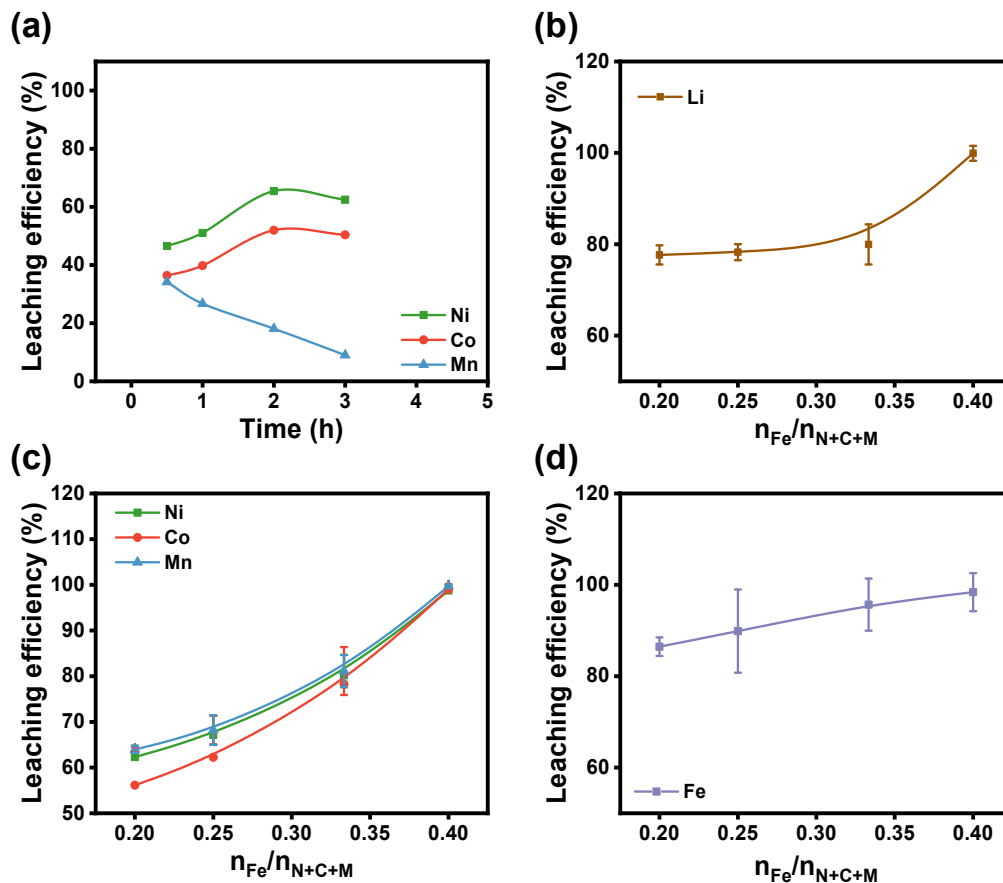 (a)
Leaching efficiency (%)
100
80
60
40
20
0
Ni
Co
Mn
0 1 2 3 4 5
Time (h)
(b)
Leaching efficiency (%)
120
100
80
60
Li
0.20 0.25 0.30 0.35 0.40
nFe/nN+C+M
(c)
Leaching efficiency (%)
120
110
100
90
80
70
60
50
Ni
Co
Mn
0.20 0.25 0.30 0.35 0.40
nFe/nN+C+M
(d)
Leaching efficiency (%)
120
100
80
60
Fe
0.20 0.25 0.30 0.35 0.40
nFe/nN+C+M